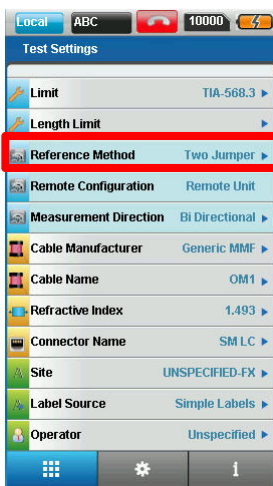 Local ABC 10000
Test Settings
Limit TIA-568.3
Length Limit
Reference Method Two Jumper
Remote Configuration Remote Unit
Measurement Direction Bi Directional
Cable Manufacturer Generic MMF
Cable Name OM1
Refractive Index 1.493
Connector Name SM LC
Site UNSPECIFIED-FX
Label Source Simple Labels
Operator Unspecified